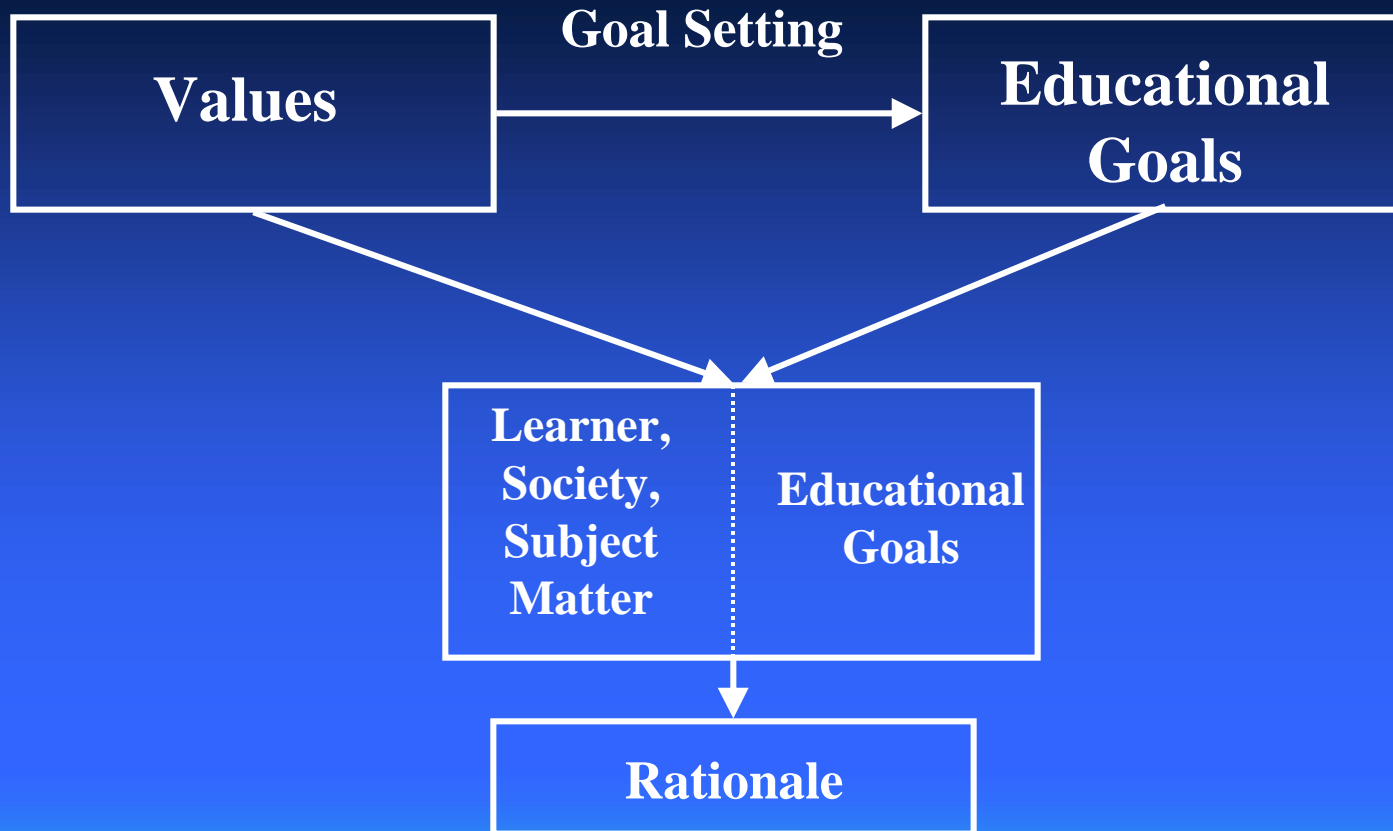 Goal Setting
Values
Educational
Goals
Learner,
Society,
Subject
Matter
Educational
Goals
Rationale